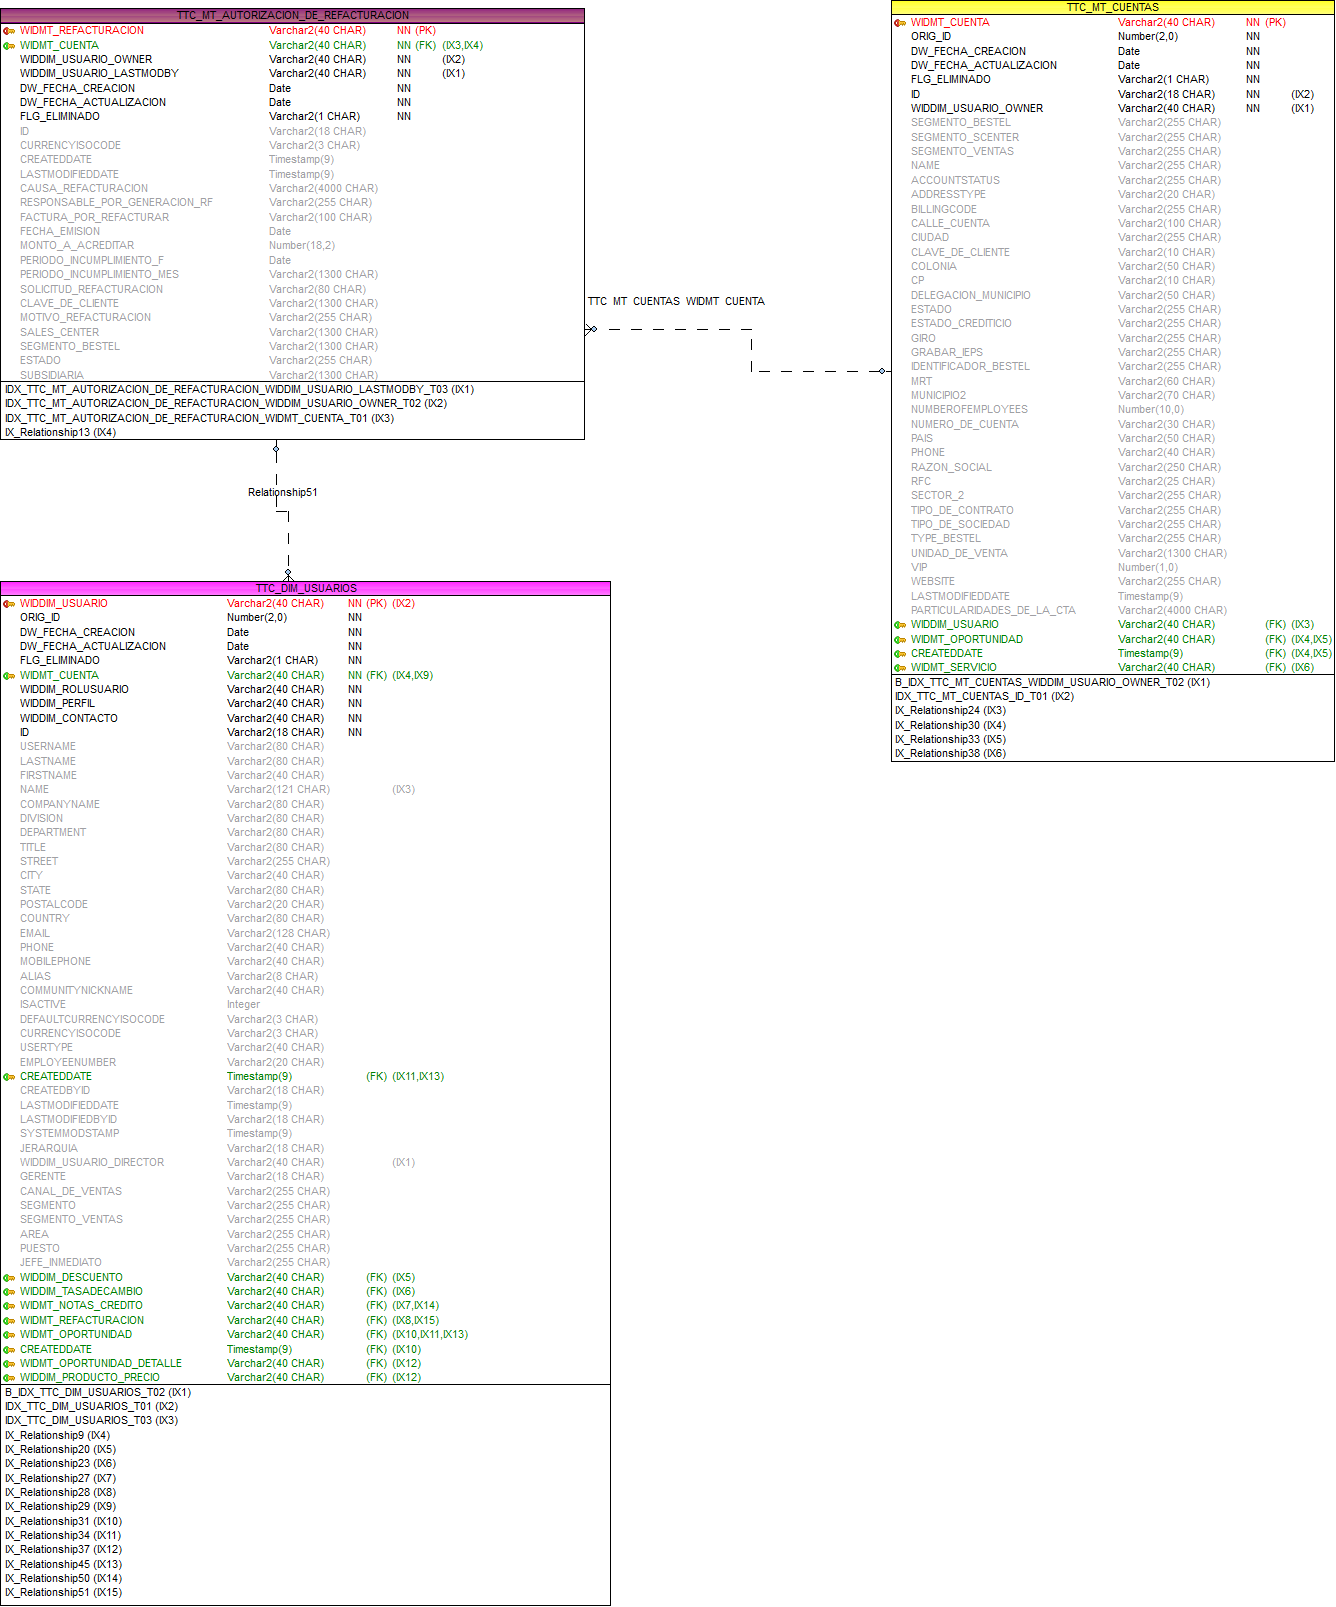 TTC_MT_AUTORIZACION_DE_REFACTURACION
WIDMT_REFACTURACION Varchar2(40 CHAR) NN (PK)
WIDMT_CUENTA Varchar2(40 CHAR) NN (FK) (IX3,IX4)
WIDDIM_USUARIO_OWNER Varchar2(40 CHAR) NN (IX2)
WIDDIM_USUARIO_LASTMODBY Varchar2(40 CHAR) NN (IX1)
DW_FECHA_CREACION Date NN
DW_FECHA_ACTUALIZACION Date NN
FLG_ELIMINADO Varchar2(1 CHAR) NN
ID Varchar2(18 CHAR)
CURRENCYISOCODE Varchar2(3 CHAR)
CREATEDDATE Timestamp(9)
LASTMODIFIEDDATE Timestamp(9)
CAUSA_REFACTURACION Varchar2(4000 CHAR)
RESPONSABLE_POR_GENERACION_RF Varchar2(255 CHAR)
FACTURA_POR_REFACTURAR Varchar2(100 CHAR)
FECHA_EMISION Date
MONTO_A_ACREDITAR Number(18,2)
PERIODO_INCUMPLIMIENTO_F Date
PERIODO_INCUMPLIMIENTO_MES Varchar2(1300 CHAR)
SOLICITUD_REFACTURACION Varchar2(80 CHAR)
CLAVE_DE_CLIENTE Varchar2(1300 CHAR)
MOTIVO_REFACTURACION Varchar2(255 CHAR)
SALES_CENTER Varchar2(1300 CHAR)
SEGMENTO_BESTEL Varchar2(1300 CHAR)
ESTADO Varchar2(255 CHAR)
SUBSIDIARIA Varchar2(1300 CHAR)
IDX_TTC_MT_AUTORIZACION_DE_REFACTURACION_WIDDIM_USUARIO_LASTMODBY_T03 (IX1)
IDX_TTC_MT_AUTORIZACION_DE_REFACTURACION_WIDDIM_USUARIO_OWNER_T02 (IX2)
IDX_TTC_MT_AUTORIZACION_DE_REFACTURACION_WIDMT_CUENTA_T01 (IX3)
IX_Relationship13 (IX4)
TTC_MT_CUENTAS_WIDMT_CUENTA
Relationship51
TTC_MT_CUENTAS
WIDMT_CUENTA Varchar2(40 CHAR) NN (PK)
ORIG_ID Number(2,0) NN
DW_FECHA_CREACION Date NN
DW_FECHA_ACTUALIZACION Date NN
FLG_ELIMINADO Varchar2(1 CHAR) NN
ID Varchar2(18 CHAR) NN (IX2)
WIDDIM_USUARIO_OWNER Varchar2(40 CHAR) NN (IX1)
SEGMENTO_BESTEL Varchar2(255 CHAR)
SEGMENTO_SCENTER Varchar2(255 CHAR)
SEGMENTO_VENTAS Varchar2(255 CHAR)
NAME Varchar2(255 CHAR)
ACCOUNTSTATUS Varchar2(255 CHAR)
ADDRESSTYPE Varchar2(20 CHAR)
BILLINGCODE Varchar2(255 CHAR)
CALLE_CUENTA Varchar2(100 CHAR)
CIUDAD Varchar2(255 CHAR)
CLAVE_DE_CLIENTE Varchar2(10 CHAR)
COLONIA Varchar2(50 CHAR)
CP Varchar2(10 CHAR)
DELEGACION_MUNICIPIO Varchar2(50 CHAR)
ESTADO Varchar2(255 CHAR)
ESTADO_CREDITICIO Varchar2(255 CHAR)
GIRO Varchar2(255 CHAR)
GRABAR_IEPS Varchar2(255 CHAR)
IDENTIFICADOR_BESTEL Varchar2(255 CHAR)
MRT Varchar2(60 CHAR)
MUNICIPIO2 Varchar2(70 CHAR)
NUMBEROFEMPLOYEES Number(10,0)
NUMERO_DE_CUENTA Varchar2(30 CHAR)
PAIS Varchar2(50 CHAR)
PHONE Varchar2(40 CHAR)
RAZON_SOCIAL Varchar2(250 CHAR)
RFC Varchar2(25 CHAR)
SECTOR_2 Varchar2(255 CHAR)
TIPO_DE_CONTRATO Varchar2(255 CHAR)
TIPO_DE_SOCIEDAD Varchar2(255 CHAR)
TYPE_BESTEL Varchar2(255 CHAR)
UNIDAD_DE_VENTA Varchar2(1300 CHAR)
VIP Number(1,0)
WEBSITE Varchar2(255 CHAR)
LASTMODIFIEDDATE Timestamp(9)
PARTICULARIDADES_DE_LA_CTA Varchar2(4000 CHAR)
WIDDIM_USUARIO Varchar2(40 CHAR) (FK) (IX3)
WIDMT_OPORTUNIDAD Varchar2(40 CHAR) (FK) (IX4,IX5)
CREATEDDATE Timestamp(9) (FK) (IX4,IX5)
WIDMT_SERVICIO Varchar2(40 CHAR) (FK) (IX6)
B_IDX_TTC_MT_CUENTAS_WIDDIM_USUARIO_OWNER_T02 (IX1)
IDX_TTC_MT_CUENTAS_ID_T01 (IX2)
IX_Relationship24 (IX3)
IX_Relationship30 (IX4)
IX_Relationship33 (IX5)
IX_Relationship38 (IX6)
TTC_DIM_USUARIOS
WIDDIM_USUARIO Varchar2(40 CHAR) NN (PK) (IX2)
ORIG_ID Number(2,0) NN
DW_FECHA_CREACION Date NN
DW_FECHA_ACTUALIZACION Date NN
FLG_ELIMINADO Varchar2(1 CHAR) NN
WIDMT_CUENTA Varchar2(40 CHAR) NN (FK) (IX4,IX9)
WIDDIM_ROLUSUARIO Varchar2(40 CHAR) NN
WIDDIM_PERFIL Varchar2(40 CHAR) NN
WIDDIM_CONTACTO Varchar2(40 CHAR) NN
ID Varchar2(18 CHAR) NN
USERNAME Varchar2(80 CHAR)
LASTNAME Varchar2(80 CHAR)
FIRSTNAME Varchar2(40 CHAR)
NAME Varchar2(121 CHAR) (IX3)
COMPANYNAME Varchar2(80 CHAR)
DIVISION Varchar2(80 CHAR)
DEPARTMENT Varchar2(80 CHAR)
TITLE Varchar2(80 CHAR)
STREET Varchar2(255 CHAR)
CITY Varchar2(40 CHAR)
STATE Varchar2(80 CHAR)
POSTALCODE Varchar2(20 CHAR)
COUNTRY Varchar2(80 CHAR)
EMAIL Varchar2(128 CHAR)
PHONE Varchar2(40 CHAR)
MOBILEPHONE Varchar2(40 CHAR)
ALIAS Varchar2(8 CHAR)
COMMUNITYNICKNAME Varchar2(40 CHAR)
ISACTIVE Integer
DEFAULTCURRENCYISOCODE Varchar2(3 CHAR)
CURRENCYISOCODE Varchar2(3 CHAR)
USERTYPE Varchar2(40 CHAR)
EMPLOYEENUMBER Varchar2(20 CHAR)
CREATEDDATE Timestamp(9) (FK) (IX11,IX13)
CREATEDBYID Varchar2(18 CHAR)
LASTMODIFIEDDATE Timestamp(9)
LASTMODIFIEDBYID Varchar2(18 CHAR)
SYSTEMMODSTAMP Timestamp(9)
JERARQUIA Varchar2(18 CHAR)
WIDDIM_USUARIO_DIRECTOR Varchar2(40 CHAR) (IX1)
GERENTE Varchar2(18 CHAR)
CANAL_DE_VENTAS Varchar2(255 CHAR)
SEGMENTO Varchar2(255 CHAR)
SEGMENTO_VENTAS Varchar2(255 CHAR)
AREA Varchar2(255 CHAR)
PUESTO Varchar2(255 CHAR)
JEFE_INMEDIATO Varchar2(255 CHAR)
WIDDIM_DESCUENTO Varchar2(40 CHAR) (FK) (IX5)
WIDDIM_TASADECAMBIO Varchar2(40 CHAR) (FK) (IX6)
WIDMT_NOTAS_CREDITO Varchar2(40 CHAR) (FK) (IX7,IX14)
WIDMT_REFACTURACION Varchar2(40 CHAR) (FK) (IX8,IX15)
WIDMT_OPORTUNIDAD Varchar2(40 CHAR) (FK) (IX10,IX11,IX13)
CREATEDDATE Timestamp(9) (FK) (IX10)
WIDMT_OPORTUNIDAD_DETALLE Varchar2(40 CHAR) (FK) (IX12)
WIDDIM_PRODUCTO_PRECIO Varchar2(40 CHAR) (FK) (IX12)
B_IDX_TTC_DIM_USUARIOS_T02 (IX1)
IDX_TTC_DIM_USUARIOS_T01 (IX2)
IDX_TTC_DIM_USUARIOS_T03 (IX3)
IX_Relationship9 (IX4)
IX_Relationship20 (IX5)
IX_Relationship23 (IX6)
IX_Relationship27 (IX7)
IX_Relationship28 (IX8)
IX_Relationship29 (IX9)
IX_Relationship31 (IX10)
IX_Relationship34 (IX11)
IX_Relationship37 (IX12)
IX_Relationship45 (IX13)
IX_Relationship50 (IX14)
IX_Relationship51 (IX15)